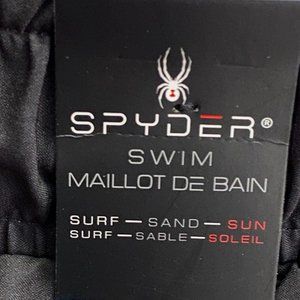 SPYDER®
SWIM
MAILLOT DE BAIN
SURF — SAND — SUN
SURF — SABLE — SOLEIL